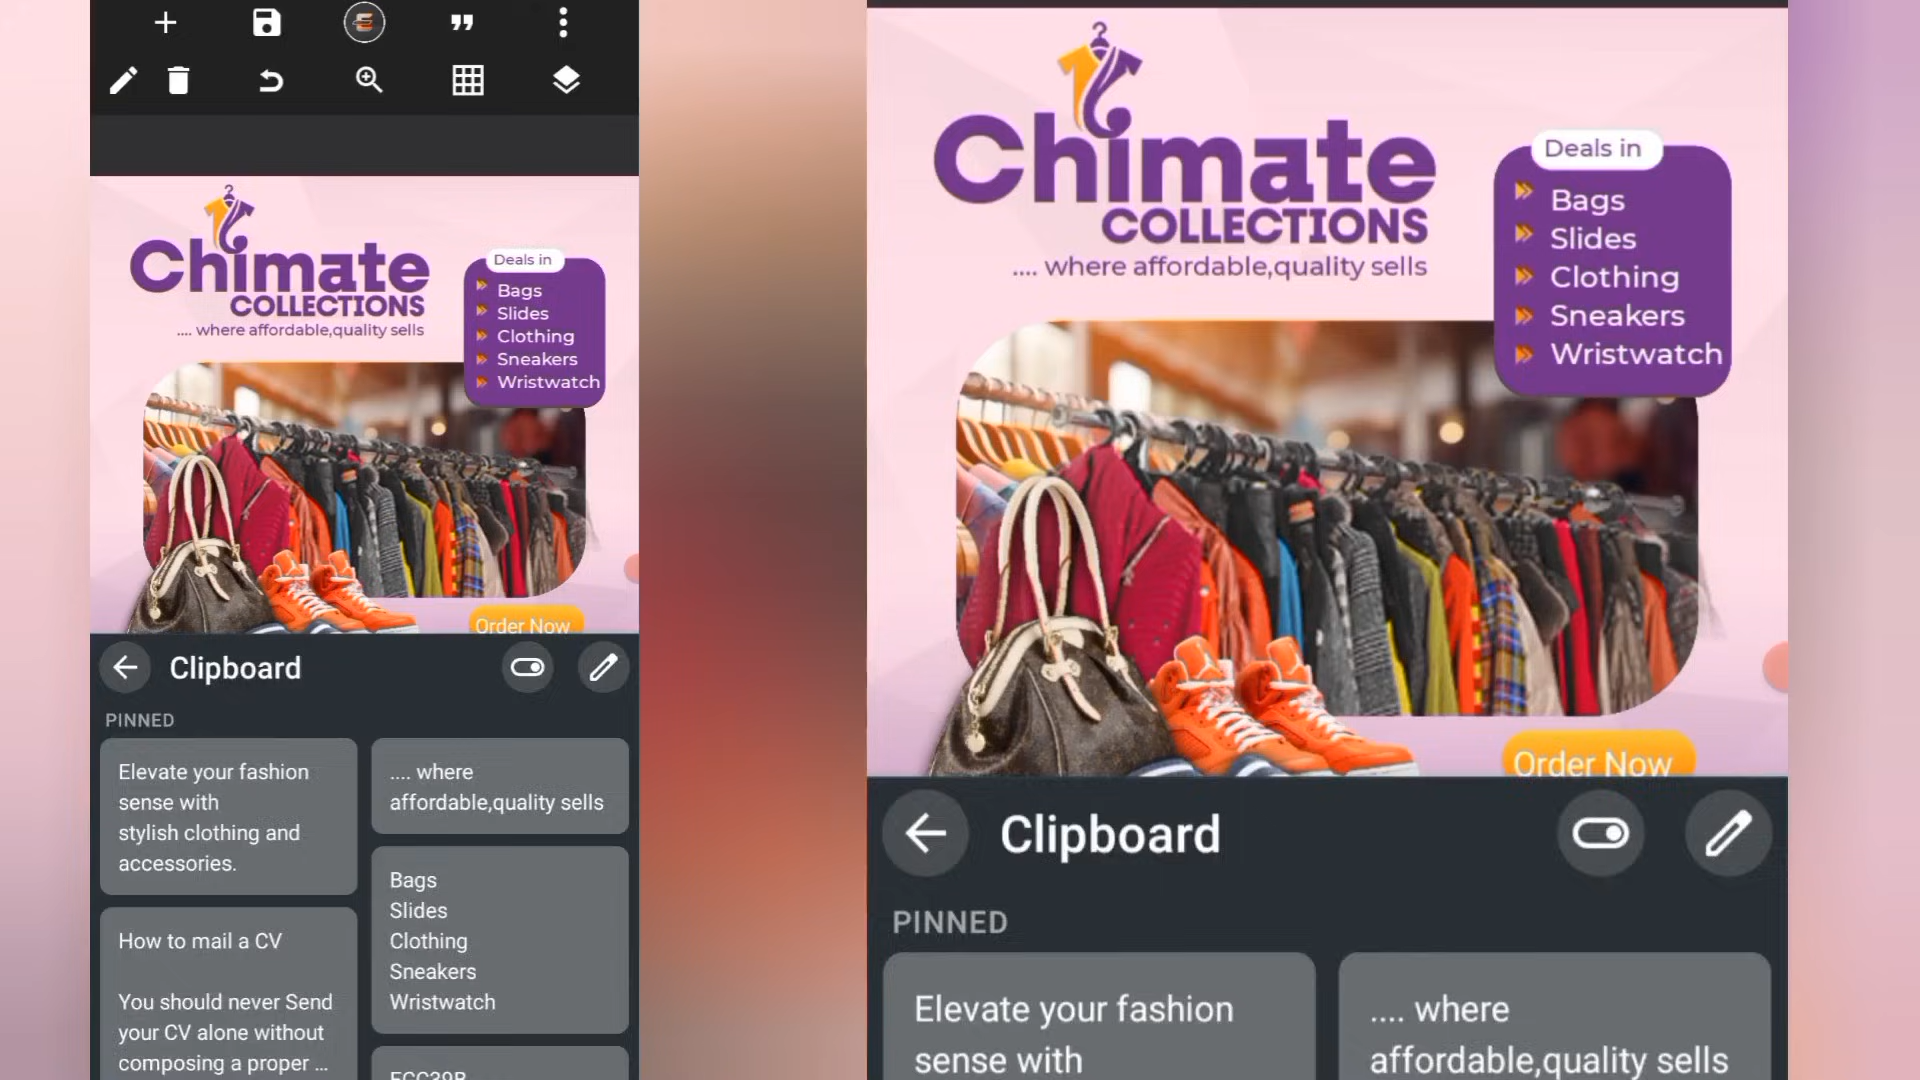 Chimate
COLLECTIONS
.... where affordable,quality sells
Deals in
Bags
Slides
Clothing
Sneakers
Wristwatch
Order Now
Clipboard
PINNED
Elevate your fashion
sense with
stylish clothing and
accessories.
.... where
affordable,quality sells
How to mail a CV
You should never Send
your CV alone without
composing a proper ...
Bags
Slides
Clothing
Sneakers
Wristwatch
Chimate
COLLECTIONS
.... where affordable,quality sells
Deals in
Bags
Slides
Clothing
Sneakers
Wristwatch
Order Now
Clipboard
PINNED
Elevate your fashion
sense with
.... where
affordable,quality sells